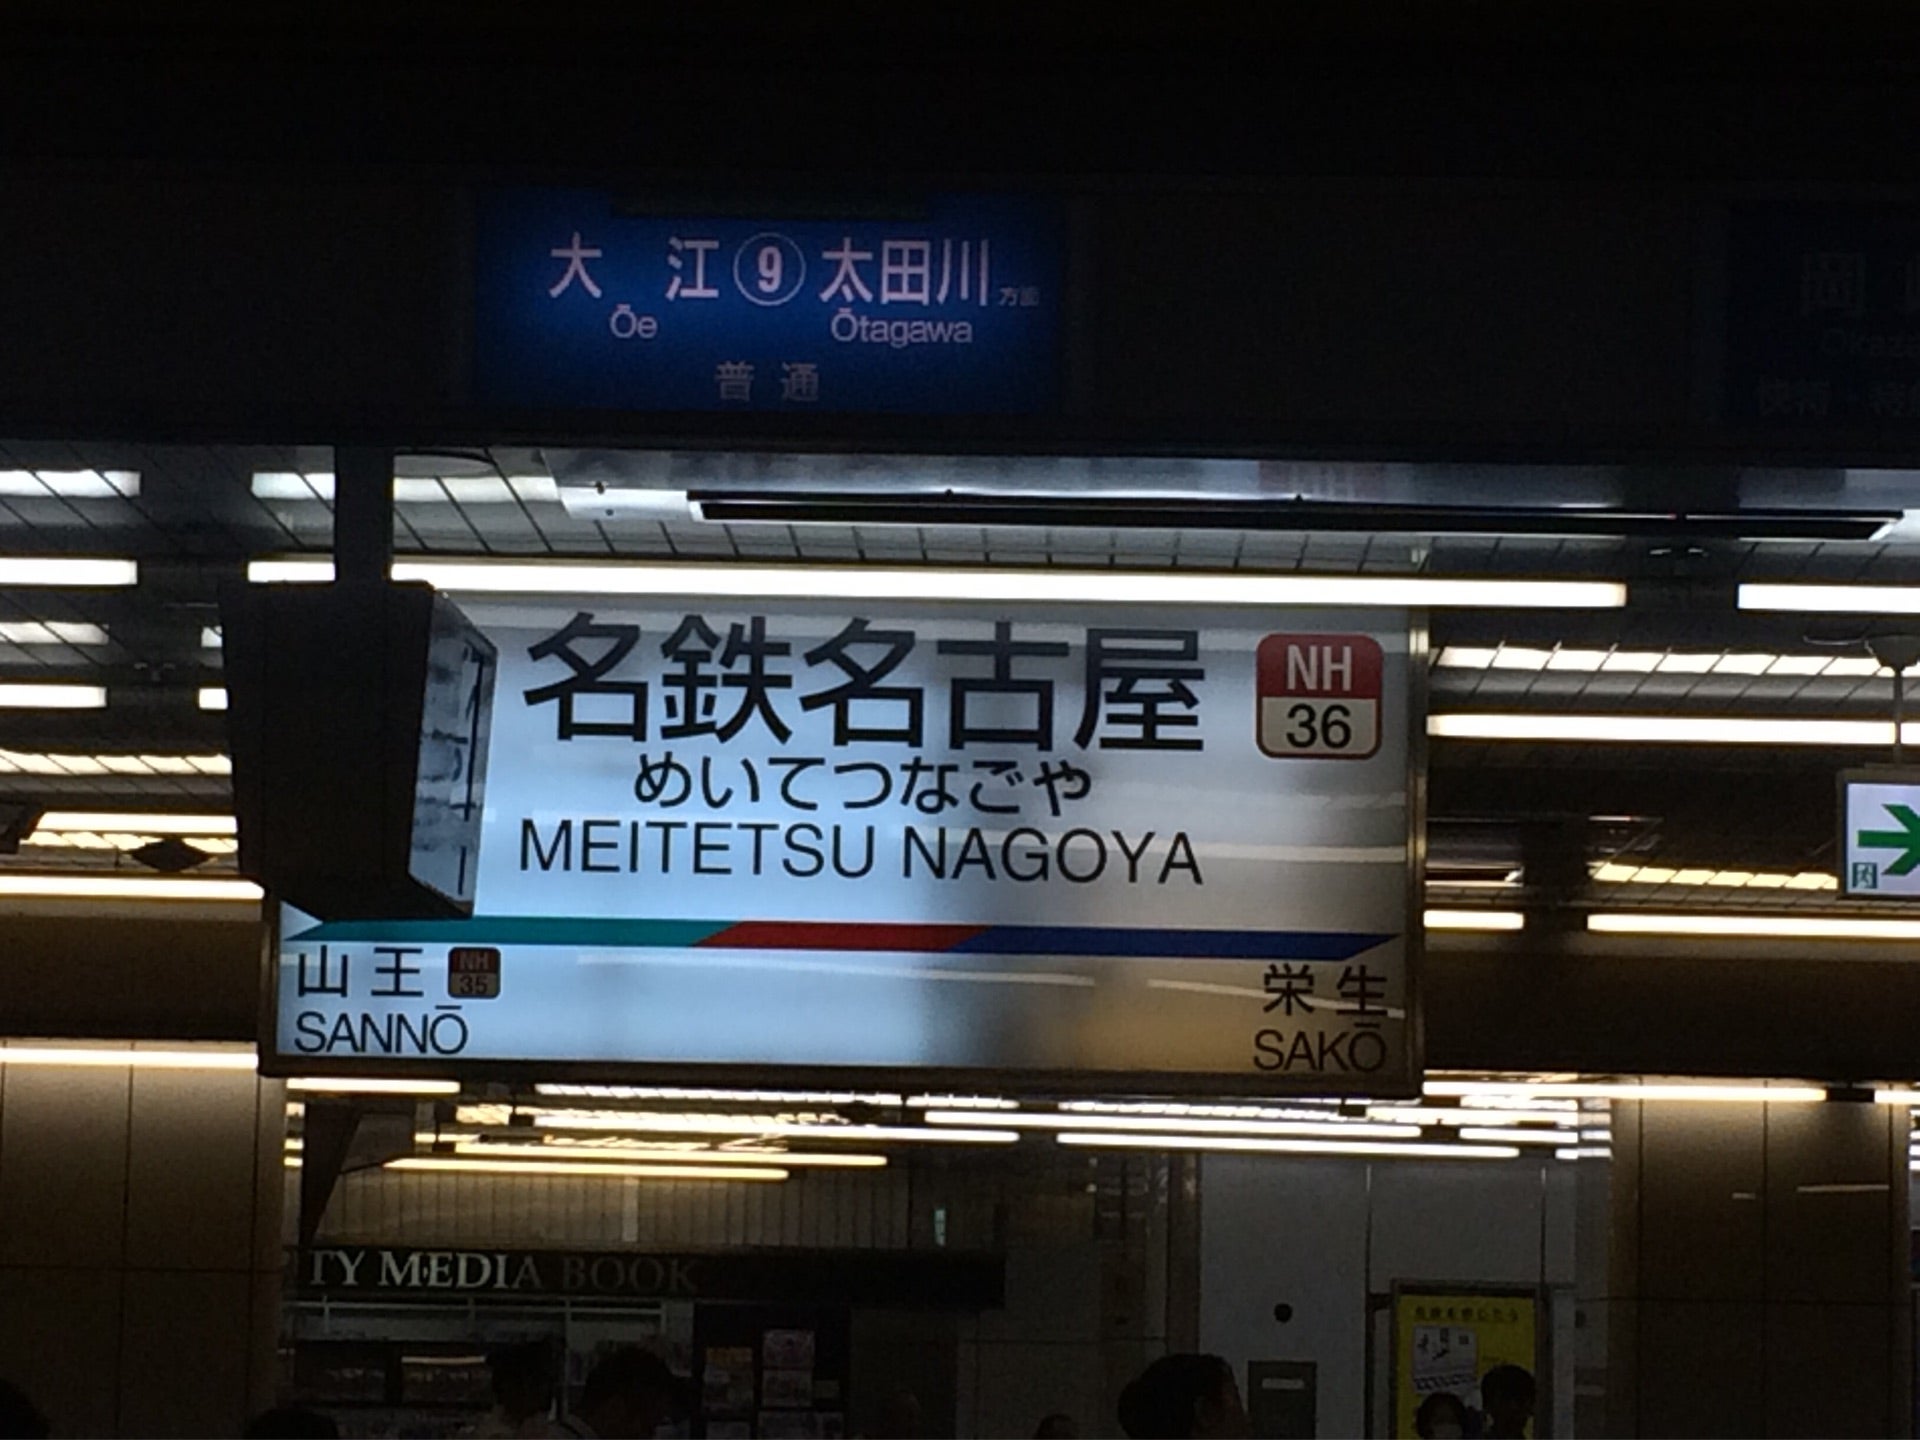 大江⑨太田川方面
Ōe Ōtagawa
普通
名鉄名古屋
NH
36
めいてつなごや
MEITETSU NAGOYA
山王
NH
35
SANNŌ
栄生
SAKŌ
TY MEDIA BOOK